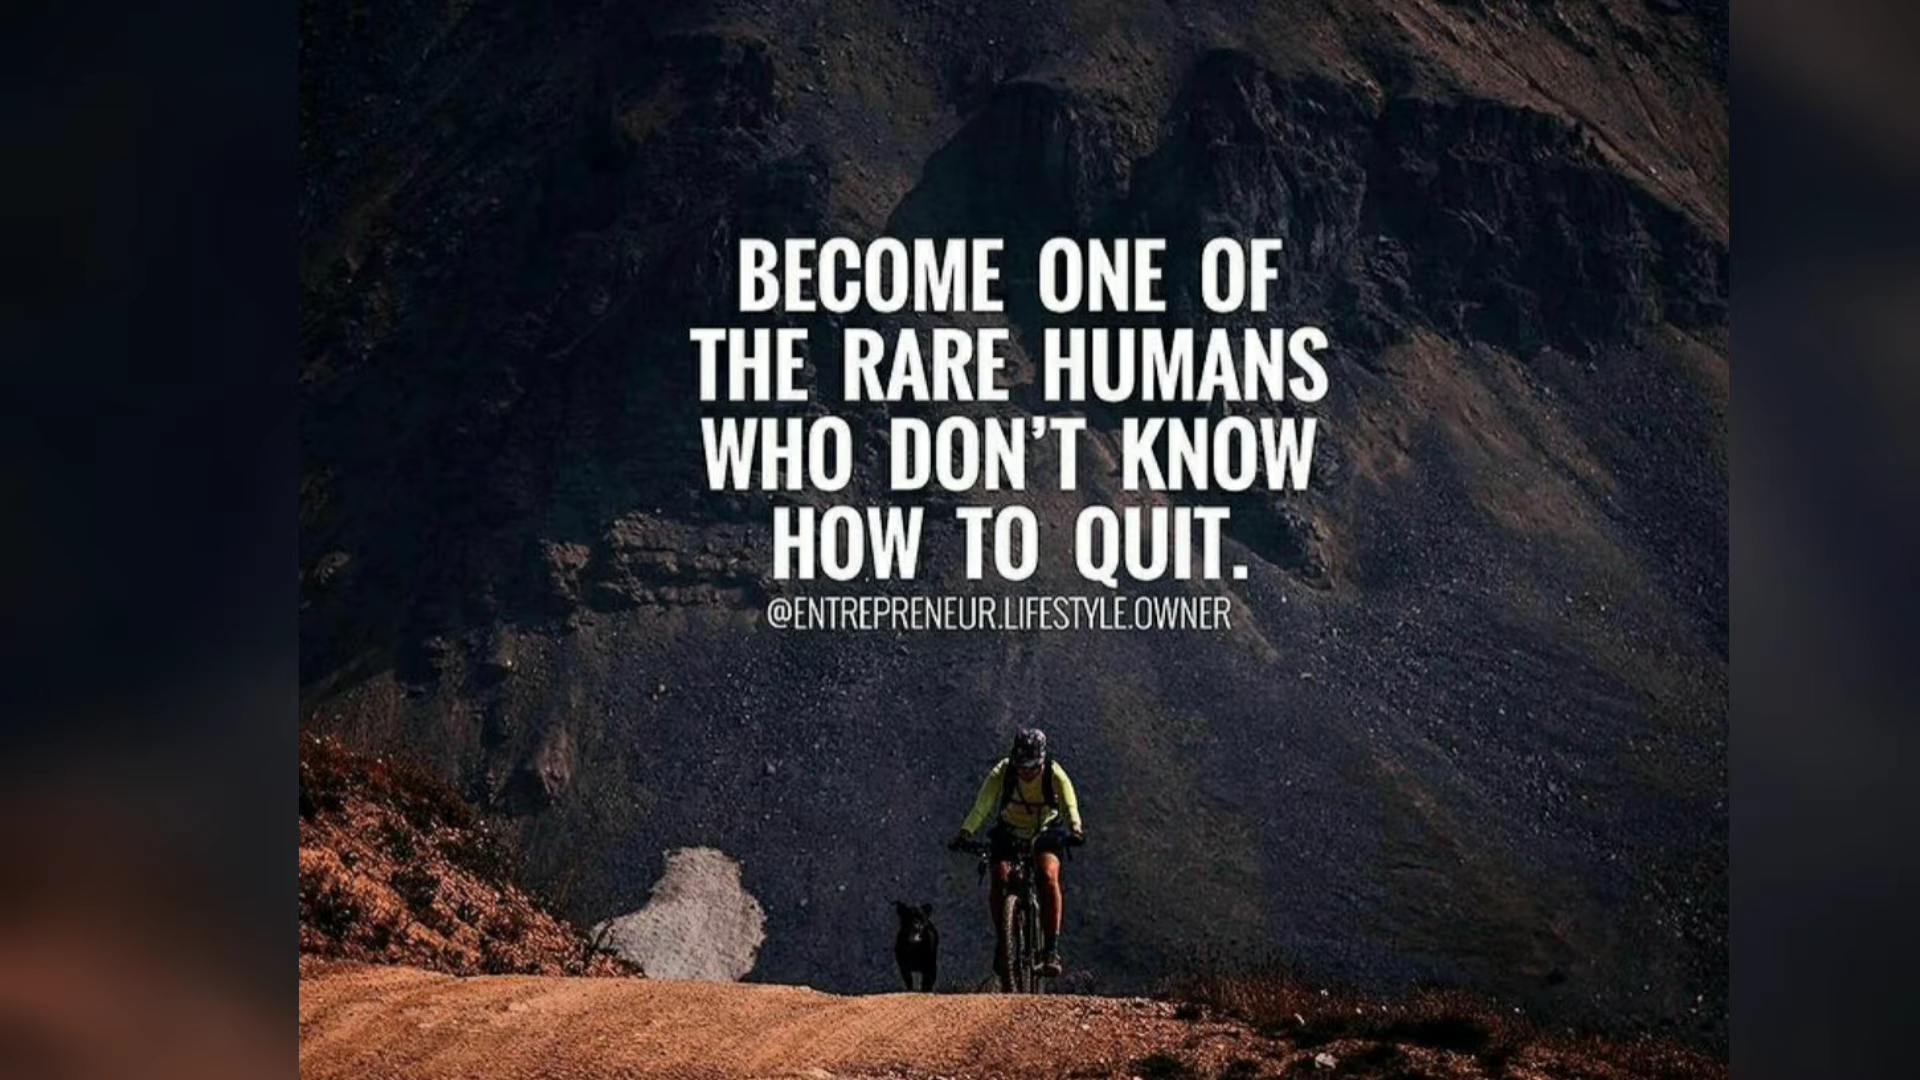 BECOME ONE OF
THE RARE HUMANS
WHO DON'T KNOW
HOW TO QUIT.
@ENTREPRENEUR.LIFESTYLE.OWNER